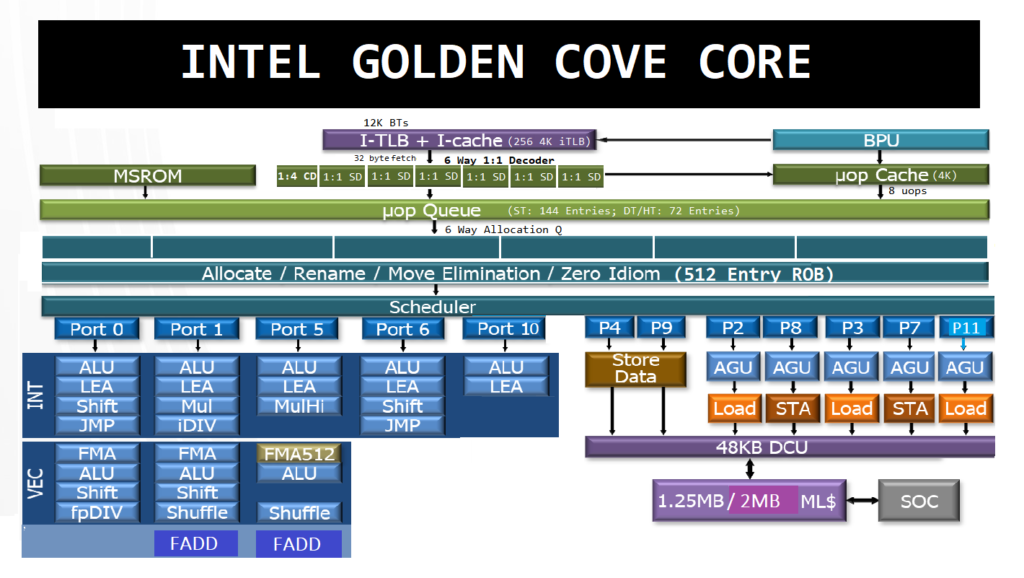 INTEL GOLDEN COVE CORE
12K BTs
I-TLB + I-cache (256 4K iTLB)
BPU
32 byte fetch
6 Way 1:1 Decoder
MSROM
1:4 CD
1:1 SD
1:1 SD
1:1 SD
1:1 SD
1:1 SD
1:1 SD
μop Cache (4K)
8 uops
μop Queue (ST: 144 Entries; DT/HT: 72 Entries)
6 Way Allocation Q
Allocate / Rename / Move Elimination / Zero Idiom (512 Entry ROB)
Scheduler
Port 0
Port 1
Port 5
Port 6
Port 10
P4
P9
P2
P8
P3
P7
P11
INT
ALU
LEA
Shift
JMP
ALU
LEA
Mul
iDIV
ALU
LEA
MulHi
ALU
LEA
Shift
JMP
ALU
LEA
Store
Data
AGU
AGU
AGU
AGU
AGU
Load
STA
Load
STA
Load
48KB DCU
VEC
FMA
ALU
Shift
fpDIV
FMA
ALU
Shift
Shuffle
FADD
FMA512
ALU
Shuffle
FADD
1.25MB/ 2MB ML$
SOC